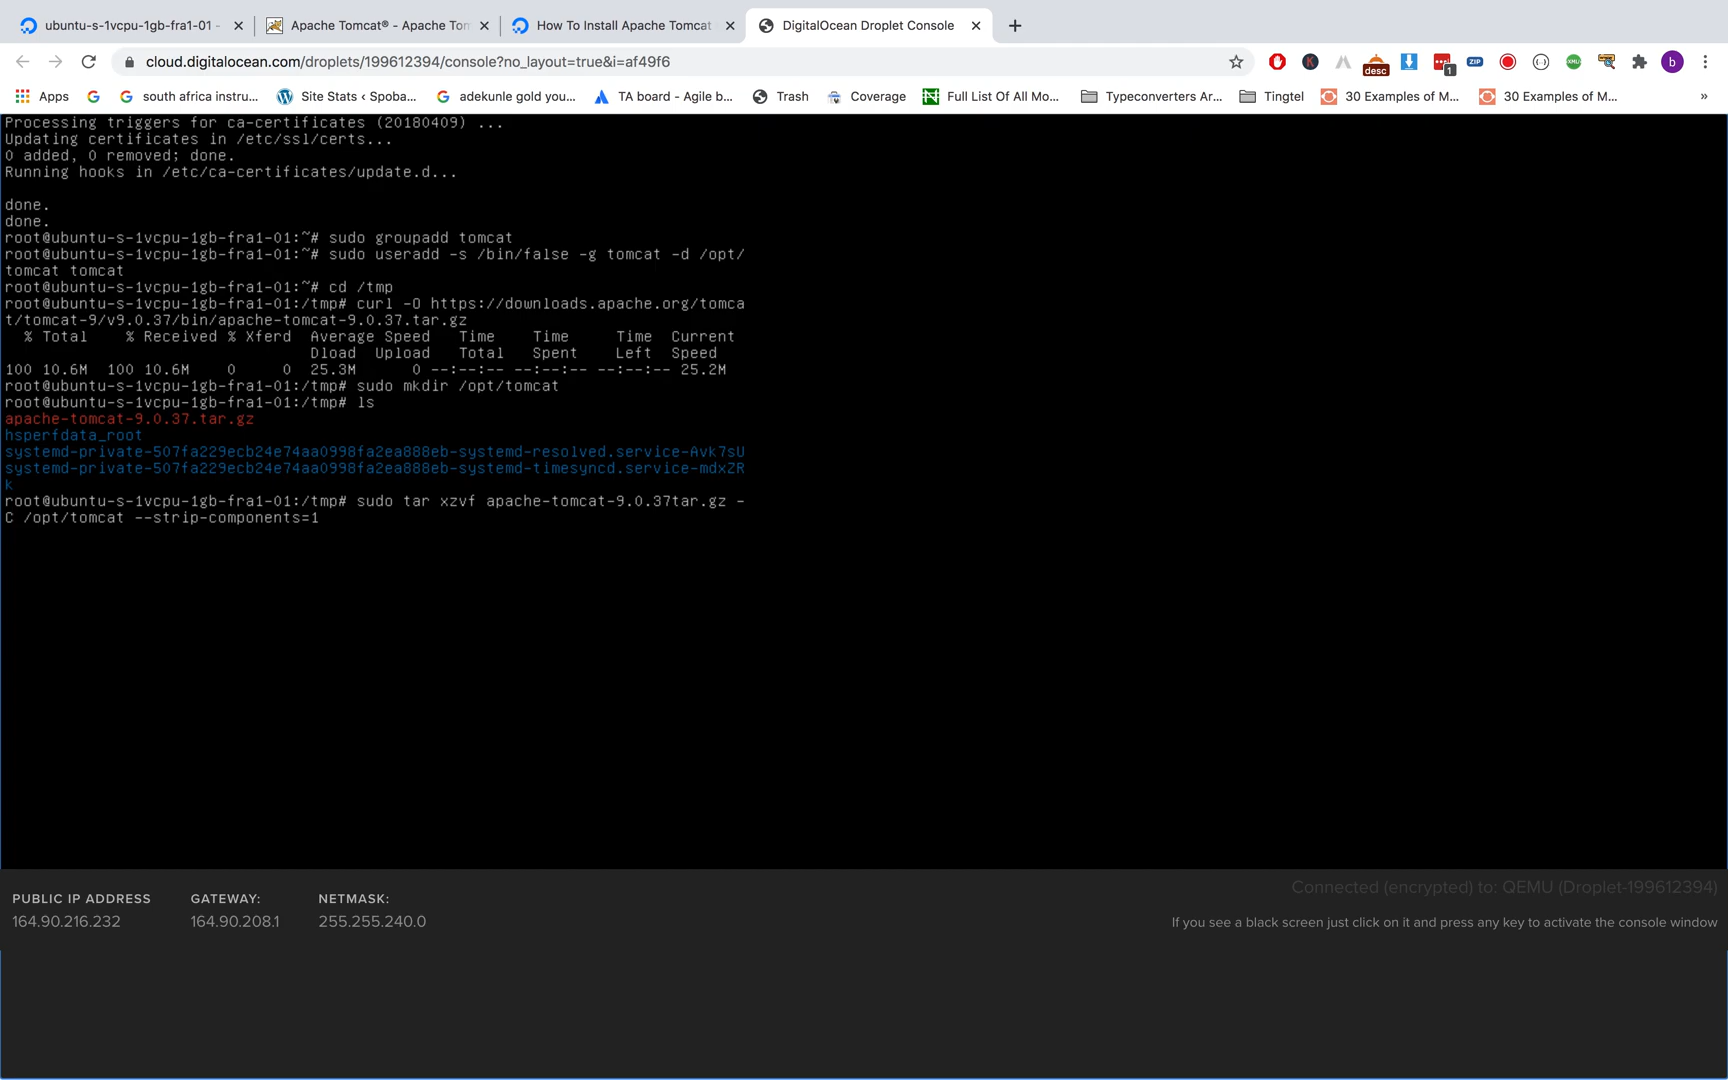 ubuntu-s-1vcpu-1gb-fra1-01 -
Apache Tomcat® - Apache Tom
How To Install Apache Tomcat
DigitalOcean Droplet Console
cloud.digitalocean.com/droplets/199612394/console?no_layout=true&i=af49f6
desc
1
ZIP
b
Apps
south africa instru...
Site Stats ‹ Spoba...
adekunle gold you...
TA board - Agile b...
Trash
Coverage
Full List Of All Mo...
Typeconverters Ar...
Tingtel
30 Examples of M...
30 Examples of M...
»
Processing triggers for ca-certificates (20180409) ...
Updating certificates in /etc/ssl/certs...
0 added, 0 removed; done.
Running hooks in /etc/ca-certificates/update.d...
done.
done.
root@ubuntu-s-1vcpu-1gb-fra1-01:~# sudo groupadd tomcat
root@ubuntu-s-1vcpu-1gb-fra1-01:~# sudo useradd -s /bin/false -g tomcat -d /opt/
tomcat tomcat
root@ubuntu-s-1vcpu-1gb-fra1-01:~# cd /tmp
root@ubuntu-s-1vcpu-1gb-fra1-01:/tmp# curl -O https://downloads.apache.org/tomca
t/tomcat-9/v9.0.37/bin/apache-tomcat-9.0.37.tar.gz
% Total % Received % Xferd Average Speed Time Time Time Current
Dload Upload Total Spent Left Speed
100 10.6M 100 10.6M 0 0 25.3M 0 --:--:-- --:--:-- --:--:-- 25.2M
root@ubuntu-s-1vcpu-1gb-fra1-01:/tmp# sudo mkdir /opt/tomcat
root@ubuntu-s-1vcpu-1gb-fra1-01:/tmp# ls
apache-tomcat-9.0.37.tar.gz
hsperfdata_root
systemd-private-507fa229ecb24e74aa0998fa2ea888eb-systemd-resolved.service-Avk7sU
systemd-private-507fa229ecb24e74aa0998fa2ea888eb-systemd-timesyncd.service-mdxZR
k
root@ubuntu-s-1vcpu-1gb-fra1-01:/tmp# sudo tar xzvf apache-tomcat-9.0.37tar.gz -
C /opt/tomcat --strip-components=1
PUBLIC IP ADDRESS
164.90.216.232
GATEWAY:
164.90.208.1
NETMASK:
255.255.240.0
Connected (encrypted) to: QEMU (Droplet-199612394)
If you see a black screen just click on it and press any key to activate the console window